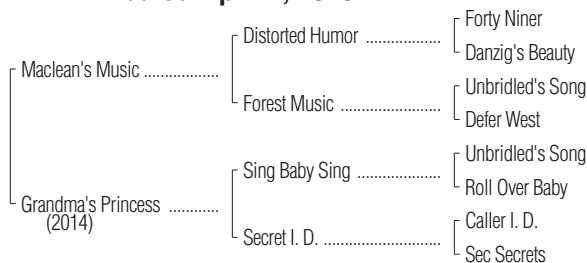 Forty Niner
Distorted Humor ..................
Danzig's Beauty
Maclean's Music ..................
Unbridled's Song
Forest Music ........................
Defer West
Unbridled's Song
Sing Baby Sing ....................
Roll Over Baby
Grandma's Princess ............
(2014)
Caller I. D.
Secret I. D. ...........................
Sec Secrets